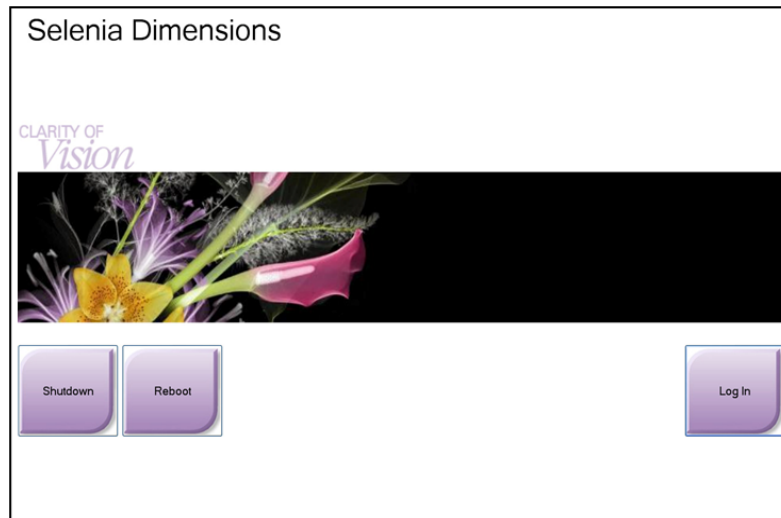 Selenia Dimensions
CLARITY OF
Vision
Shutdown
Reboot
Log In